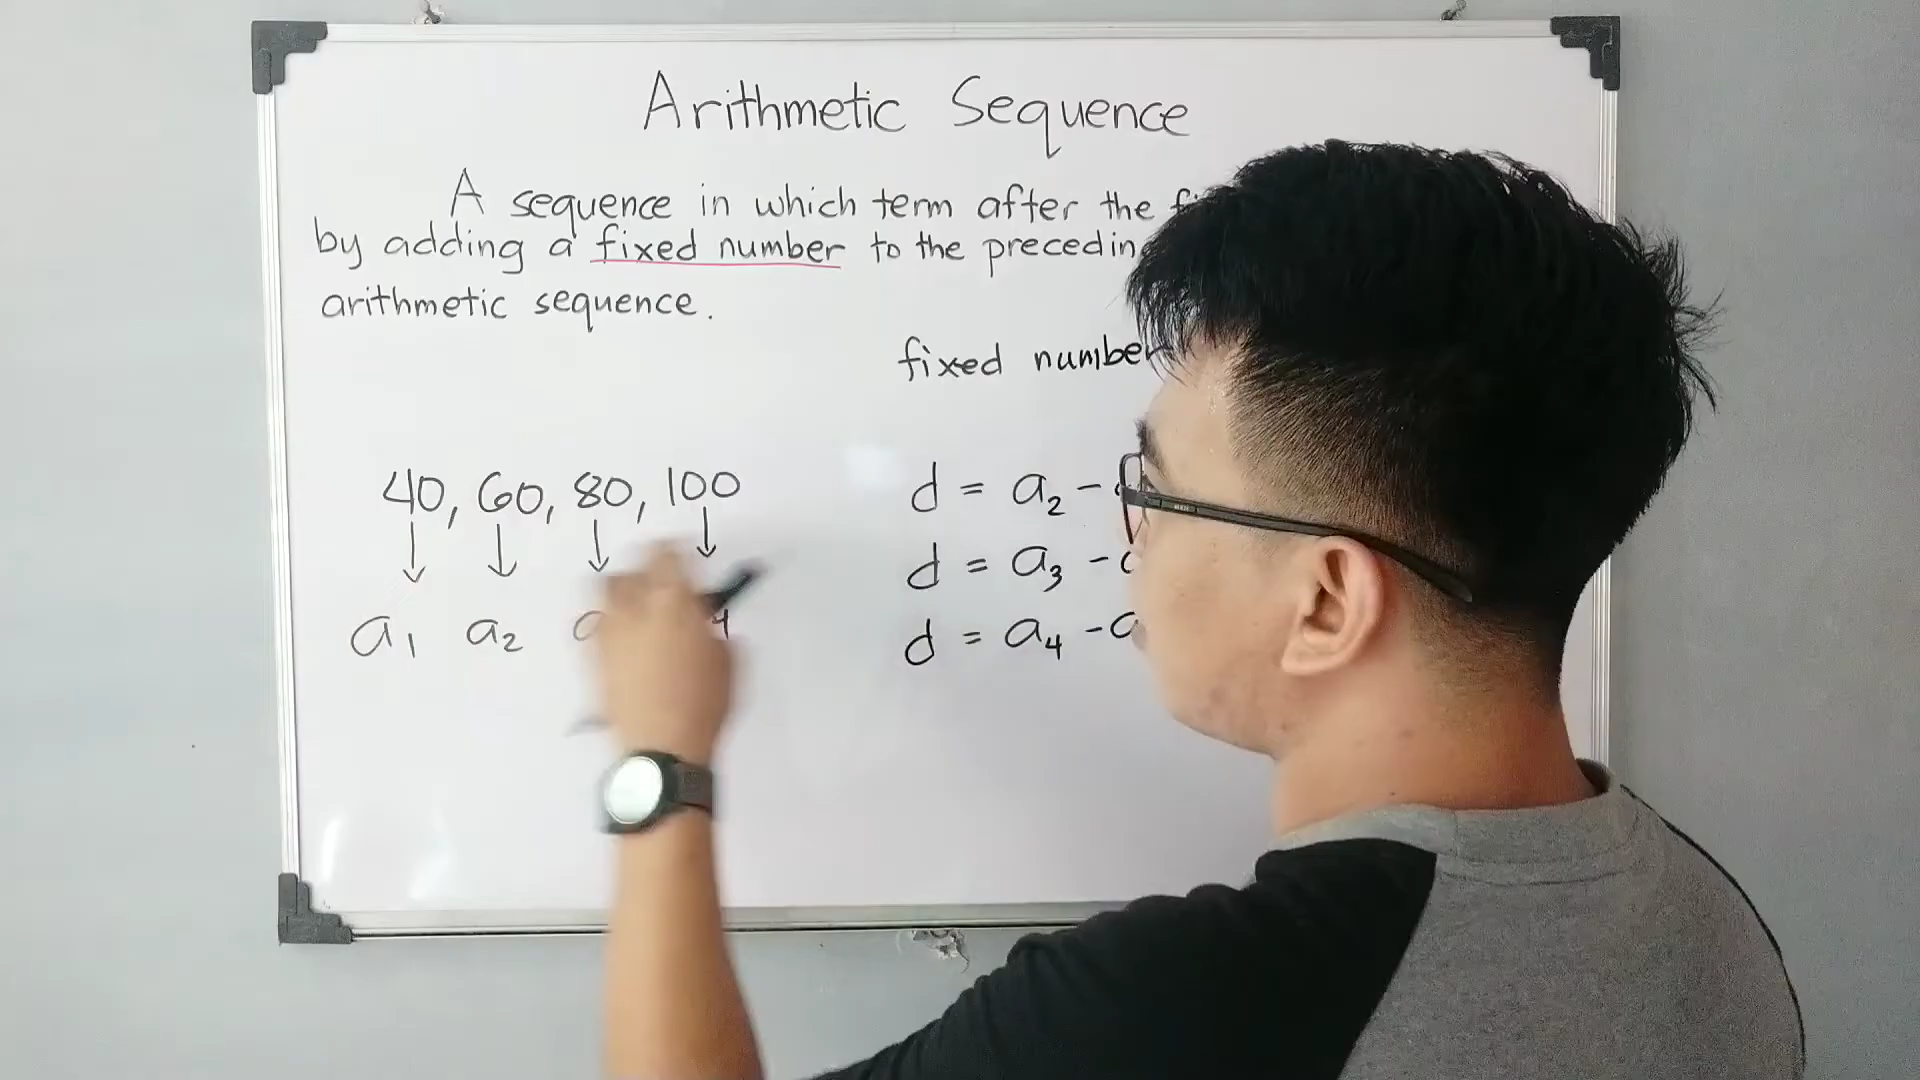 Arithmetic Sequence
A sequence in which term after the
by adding a fixed number to the
arithmetic sequence.
fixed number
40, 60, 80, 100
a1 a2
d = a2 -
d = a3 -
d = a4 - a